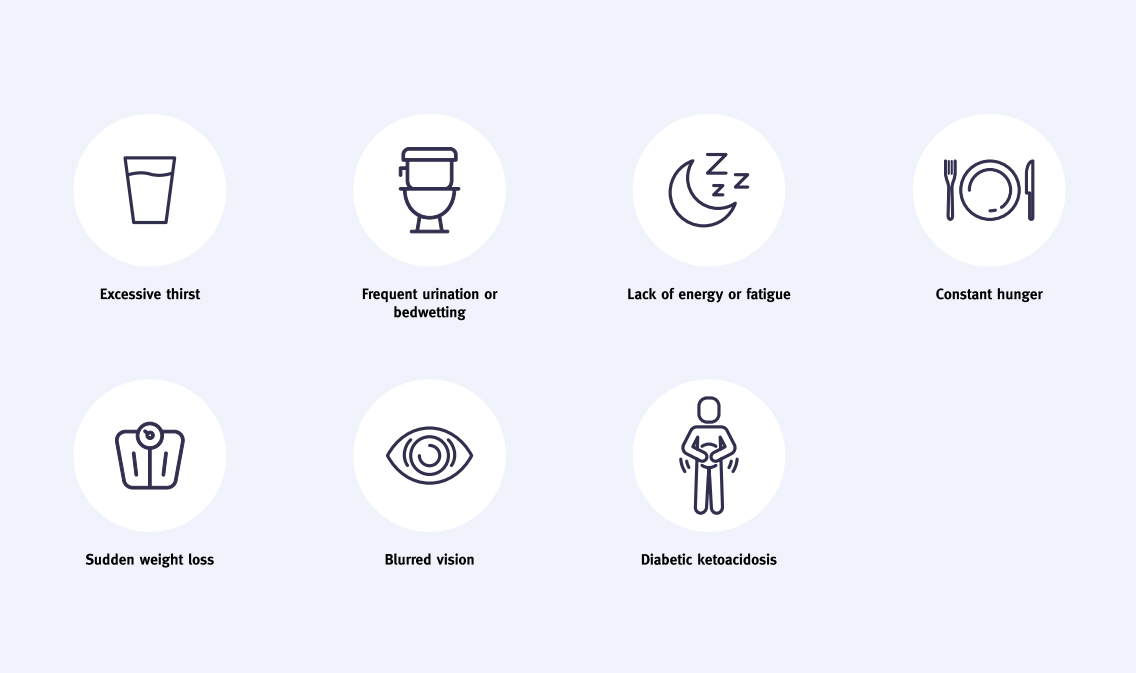 Excessive thirst
Frequent urination or
bedwetting
Lack of energy or fatigue
Constant hunger
Sudden weight loss
Blurred vision
Diabetic ketoacidosis